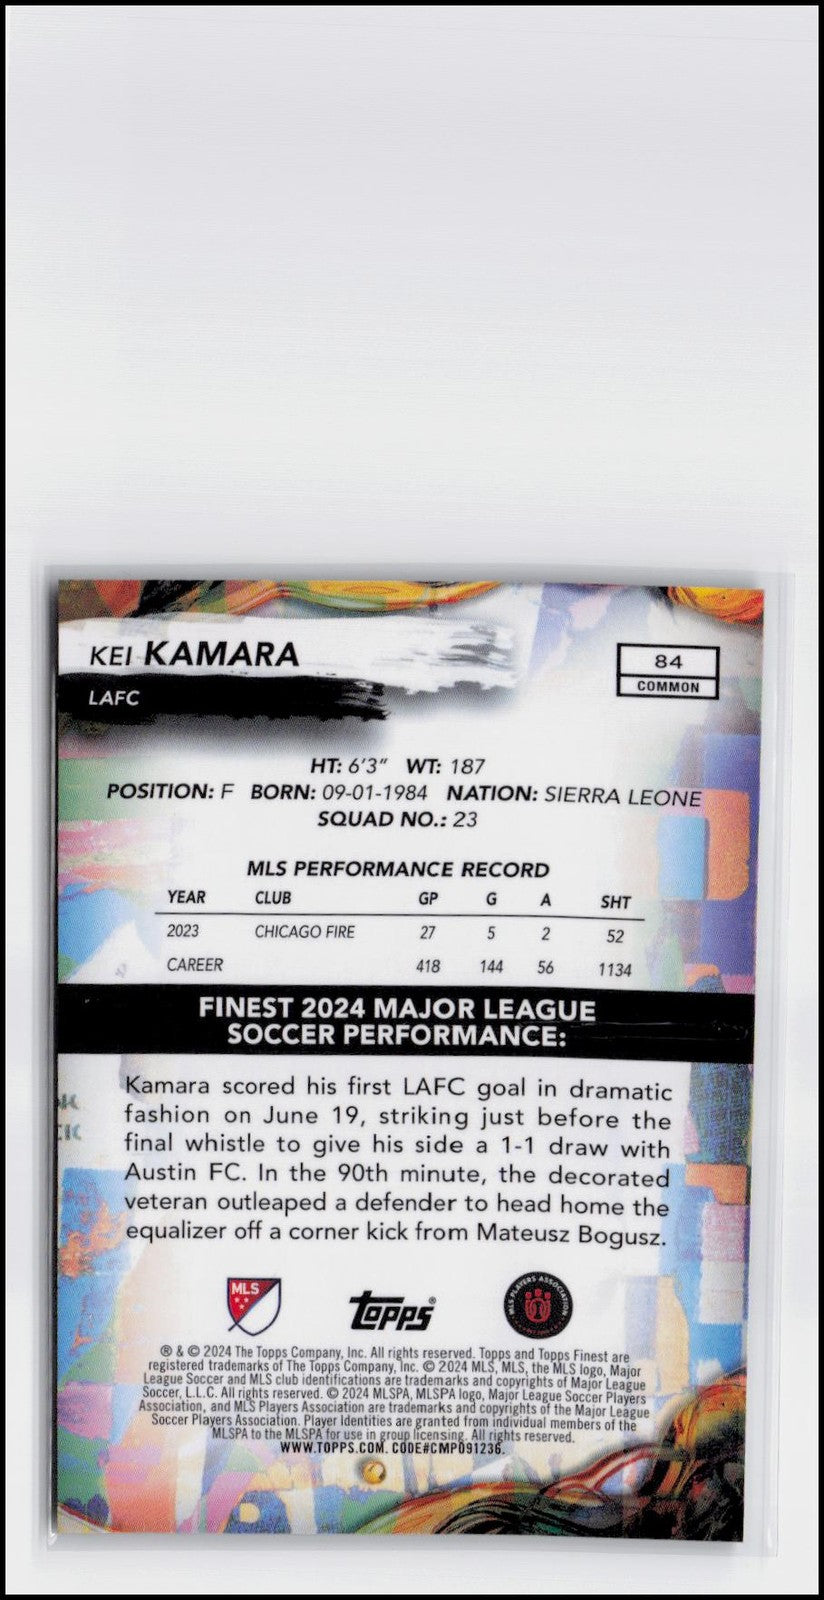 KEI KAMARA
LAFC
84
COMMON
HT: 6'3" WT: 187
POSITION: F BORN: 09-01-1984 NATION: SIERRA LEONE
SQUAD NO.: 23
MLS PERFORMANCE RECORD
YEAR CLUB GP G A SHT
2023 CHICAGO FIRE 27 5 2 52
CAREER 418 144 56 1134
FINEST 2024 MAJOR LEAGUE
SOCCER PERFORMANCE:
Kamara scored his first LAFC goal in dramatic
fashion on June 19, striking just before the
final whistle to give his side a 1-1 draw with
Austin FC. In the 90th minute, the decorated
veteran outleaped a defender to head home the
equalizer off a corner kick from Mateusz Bogusz.
MLS
topps®
MLS PLAYERS ASSOCIATION
® & © 2024 The Topps Company, Inc. All rights reserved. Topps and Topps Finest are
registered trademarks of The Topps Company, Inc. © 2024 MLS, MLS, the MLS logo, Major
League Soccer and MLS club identifications are trademarks and copyrights of Major League
Soccer, L.L.C. All rights reserved. © 2024 MLSPA, MLSPA logo, Major League Soccer Players
Association, and MLS Players Association are trademarks and copyrights of the Major League
Soccer Players Association. Player Identities are granted from individual members of the
MLSPA to the MLSPA for use in group licensing. All rights reserved.
WWW.TOPPS.COM. CODE#CMP091236.